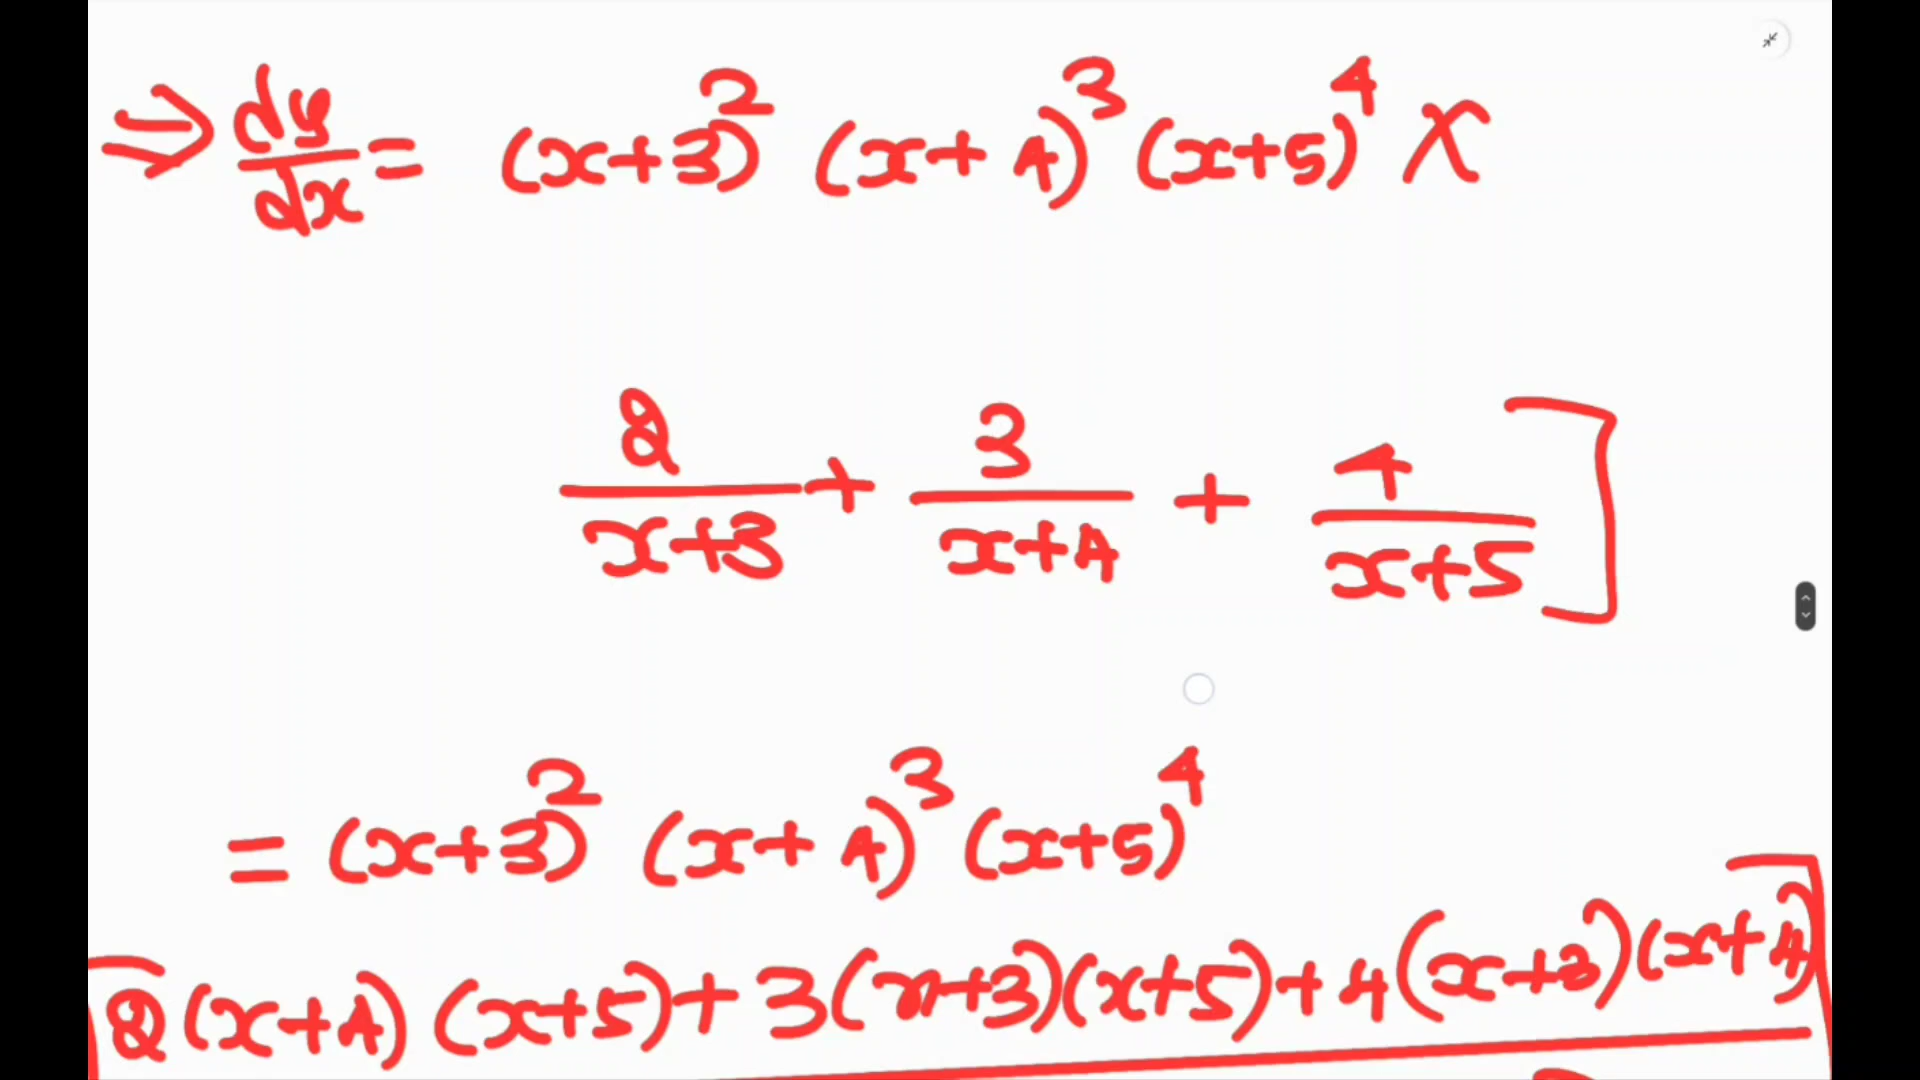 ⇒ dy/dx = (x+3)² (x+4)³ (x+5)⁴ X
2/(x+3) + 3/(x+4) + 4/(x+5) ]
= (x+3)² (x+4)³ (x+5)⁴
[ 2(x+4)(x+5) + 3(x+3)(x+5) + 4(x+3)(x+4) ]